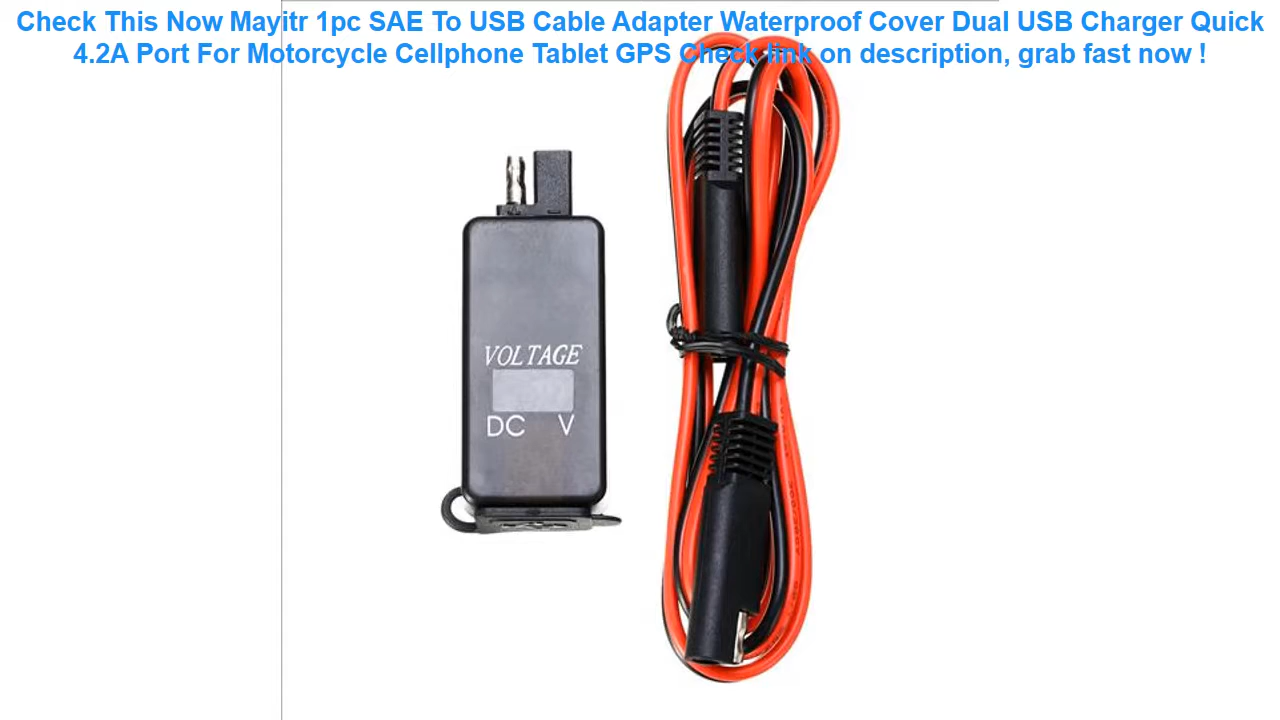 Check This Now Mayitr 1pc SAE To USB Cable Adapter Waterproof Cover Dual USB Charger Quick
4.2A Port For Motorcycle Cellphone Tablet GPS Check link on description, grab fast now !
VOLTAGE
DC V